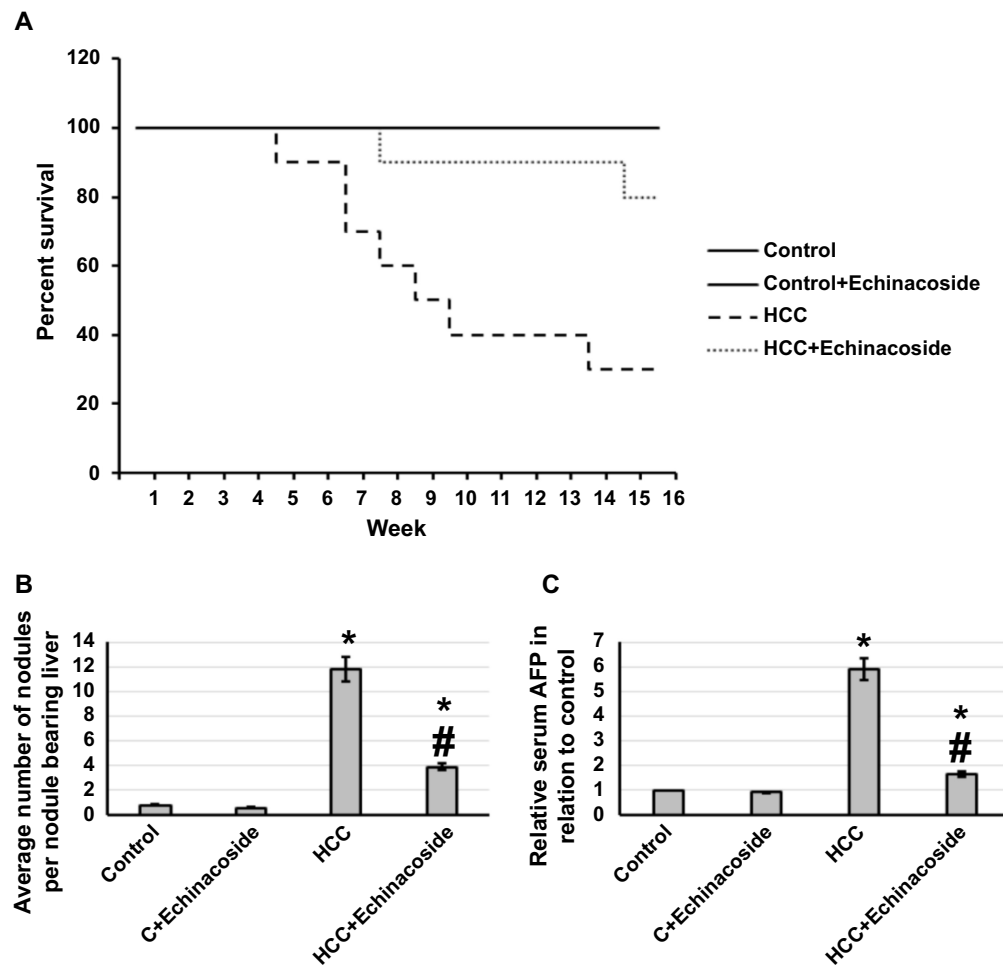 A
120
100
80
60
40
20
0
Percent survival
1 2 3 4 5 6 7 8 9 10 11 12 13 14 15 16
Week
Control
Control+Echinacoside
HCC
HCC+Echinacoside
B
Average number of nodules
per nodule bearing liver
14
12
10
8
6
4
2
0
*
*
#
Control
C+Echinacoside
HCC
HCC+Echinacoside
C
Relative serum AFP in
relation to control
7
6
5
4
3
2
1
0
*
*
#
Control
C+Echinacoside
HCC
HCC+Echinacoside